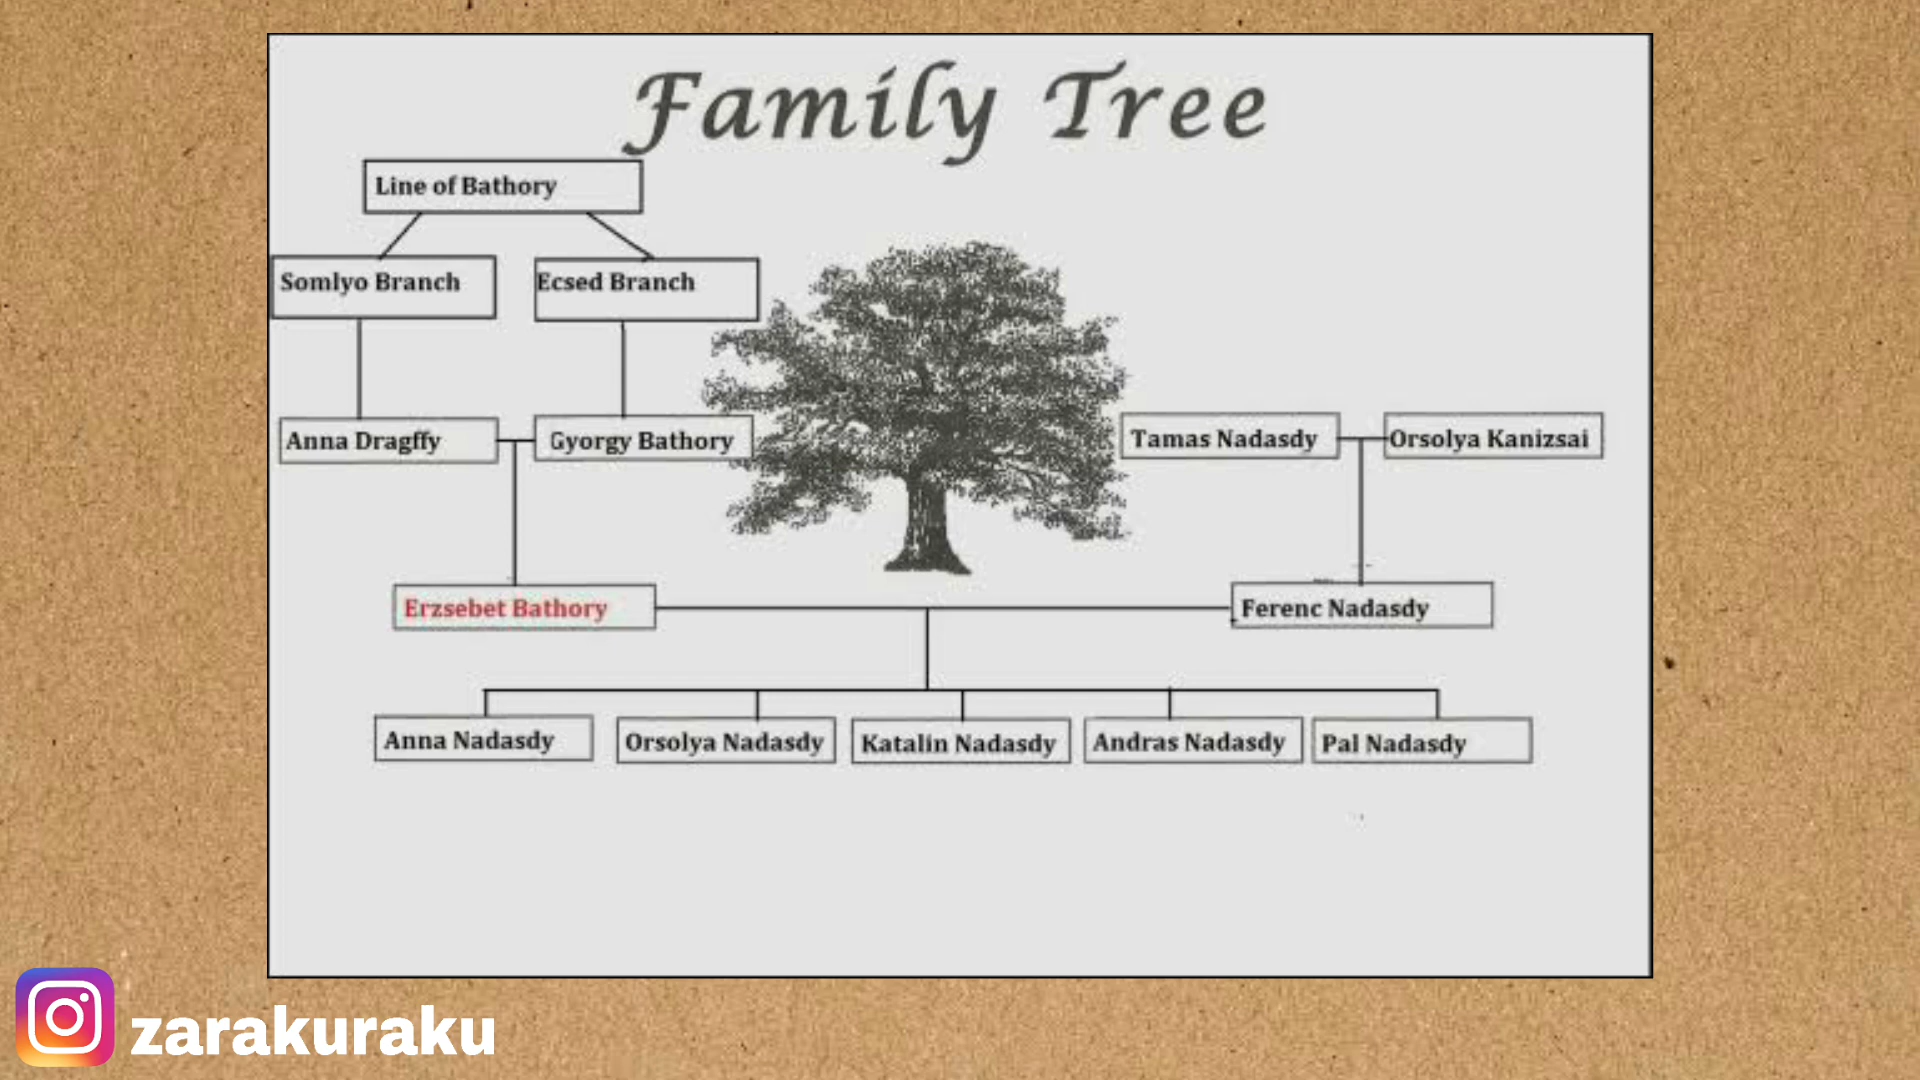 Family Tree
Line of Bathory
Somlyo Branch
Ecsed Branch
Anna Dragffy
Gyorgy Bathory
Tamas Nadasdy
Orsolya Kanizsai
Erzsebet Bathory
Ferenc Nadasdy
Anna Nadasdy
Orsolya Nadasdy
Katalin Nadasdy
Andras Nadasdy
Pal Nadasdy
zarakuraku